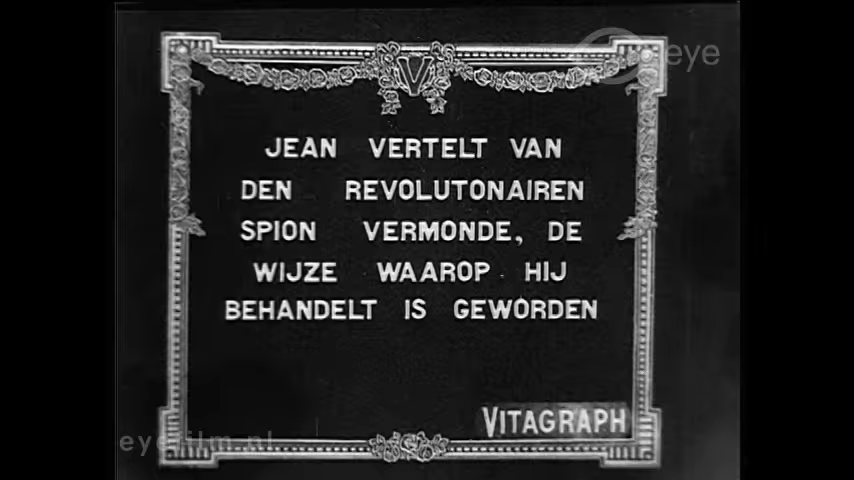 eye
V
JEAN VERTELT VAN
DEN REVOLUTONAIREN
SPION VERMONDE, DE
WIJZE WAAROP HIJ
BEHANDELT IS GEWORDEN
VITAGRAPH
eyefilm.nl